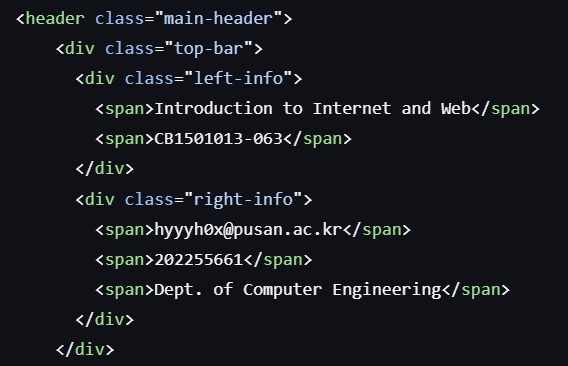 <header class="main-header">
<div class="top-bar">
<div class="left-info">
<span>Introduction to Internet and Web</span>
<span>CB1501013-063</span>
</div>
<div class="right-info">
<span>hyyyh0x@pusan.ac.kr</span>
<span>202255661</span>
<span>Dept. of Computer Engineering</span>
</div>
</div>